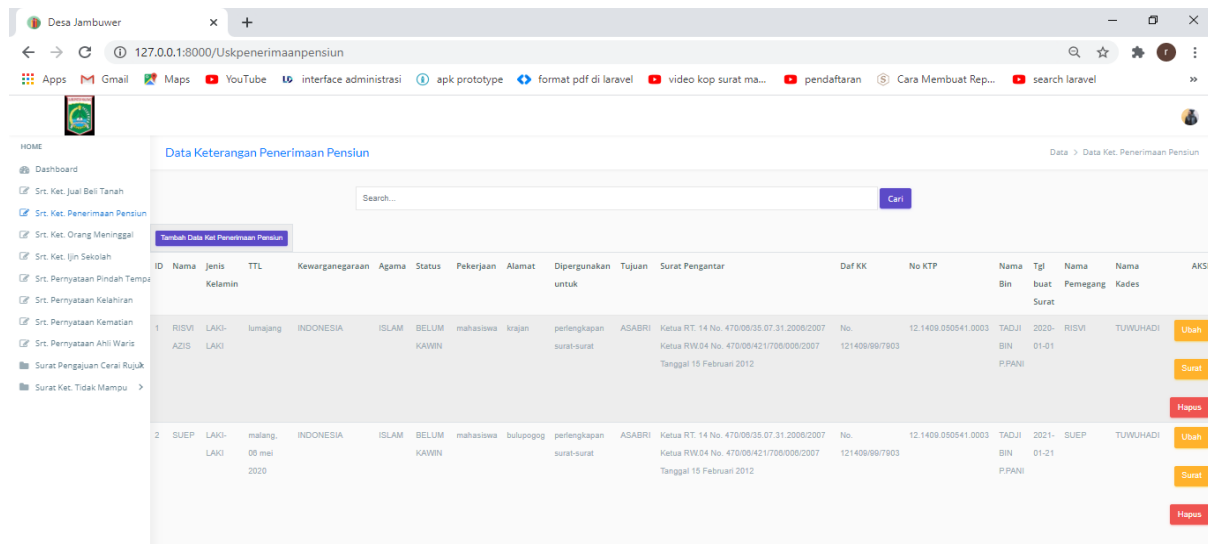 Desa Jambuwer
127.0.0.1:8000/Uskpenerimaanpensiun
r
Apps Gmail Maps YouTube interface administrasi apk prototype format pdf di laravel video kop surat ma... pendaftaran Cara Membuat Rep... search laravel »
HOME
Dashboard
Srt. Ket. Jual Beli Tanah
Srt. Ket. Penerimaan Pensiun
Srt. Ket. Orang Meninggal
Srt. Ket. Ijin Sekolah
Srt. Pernyataan Pindah Tempa
Srt. Pernyataan Kelahiran
Srt. Pernyataan Kematian
Srt. Pernyataan Ahli Waris
Surat Pengajuan Cerai Rujuk
Surat Ket. Tidak Mampu >
Data Keterangan Penerimaan Pensiun
Data > Data Ket. Penerimaan Pensiun
Search...
Cari
Tambah Data Ket Penerimaan Pensiun
ID Nama Jenis TTL Kewarganegaraan Agama Status Pekerjaan Alamat Dipergunakan Tujuan Surat Pengantar Daf KK No KTP Nama Tgl Nama Nama AKSI
Kelamin untuk Bin buat Pemegang Kades
Surat
1 RISVI LAKI- lumajang INDONESIA ISLAM BELUM mahasiswa krajan perlengkapan ASABRI Ketua RT. 14 No. 470/06/35.07.31.2006/2007 No. 12.1409.050541.0003 TADJI 2020- RISVI TUWUHADI Ubah
AZIS LAKI KAWIN surat-surat Ketua RW.04 No. 470/06/421/706/006/2007 121409/99/7903 BIN 01-01
Tanggal 15 Februari 2012 P.PANI Surat
Hapus
2 SUEP LAKI- malang, INDONESIA ISLAM BELUM mahasiswa bulupogog perlengkapan ASABRI Ketua RT. 14 No. 470/06/35.07.31.2006/2007 No. 12.1409.050541.0003 TADJI 2021- SUEP TUWUHADI Ubah
LAKI 06 mei KAWIN surat-surat Ketua RW.04 No. 470/06/421/706/006/2007 121409/99/7903 BIN 01-21
2020 Tanggal 15 Februari 2012 P.PANI Surat
Hapus